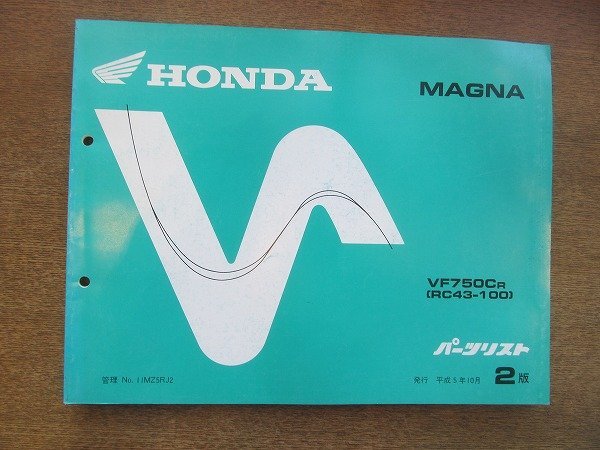 HONDA
MAGNA
VF750CR
(RC43-100)
パーツリスト
管理 No. 11MZ5RJ2
発行 平成5年10月 2版